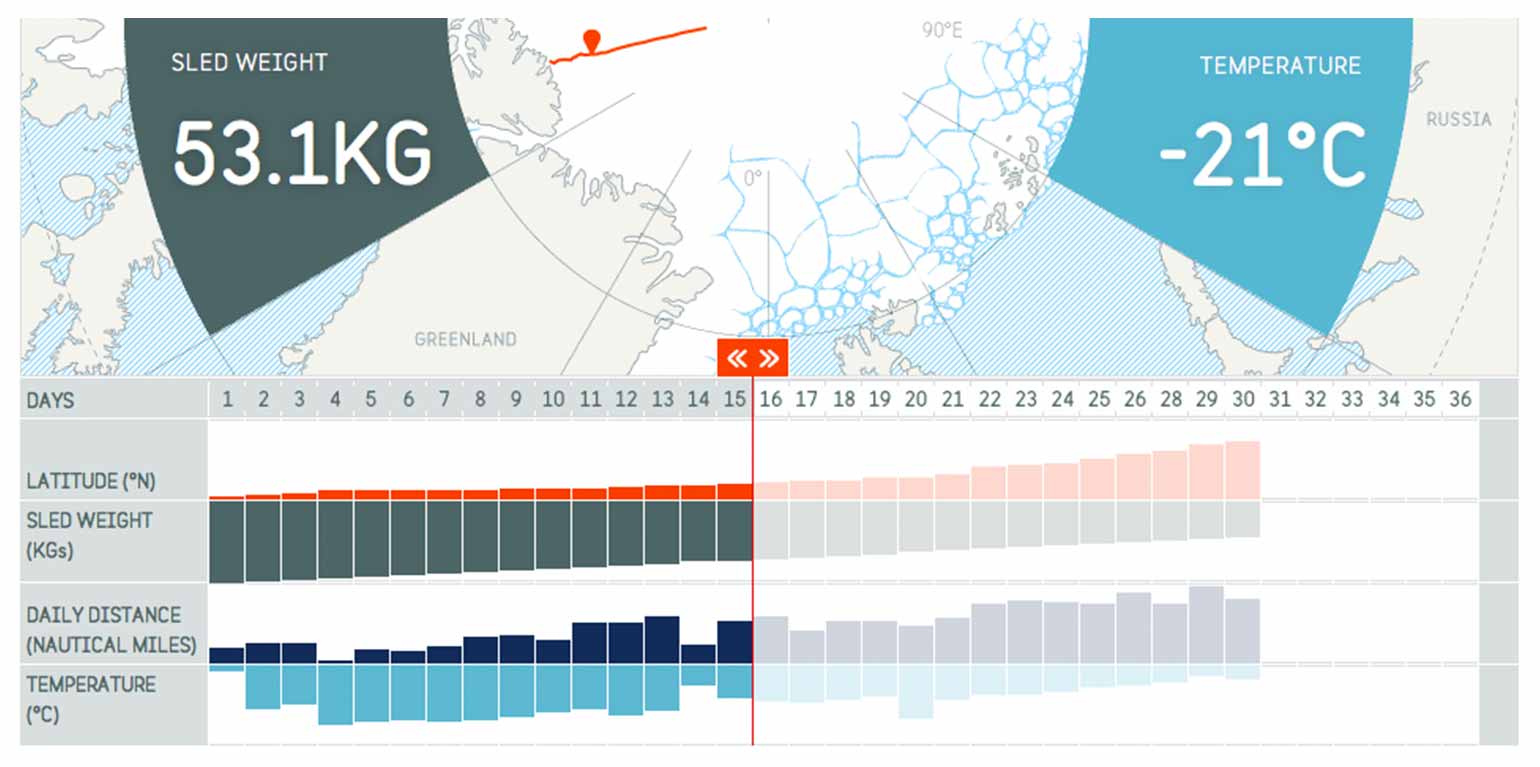 SLED WEIGHT
53.1KG
90°E
TEMPERATURE
-21°C
RUSSIA
0°
GREENLAND
« »
DAYS 1 2 3 4 5 6 7 8 9 10 11 12 13 14 15 16 17 18 19 20 21 22 23 24 25 26 27 28 29 30 31 32 33 34 35 36
LATITUDE (°N)
SLED WEIGHT
(KGs)
DAILY DISTANCE
(NAUTICAL MILES)
TEMPERATURE
(°C)